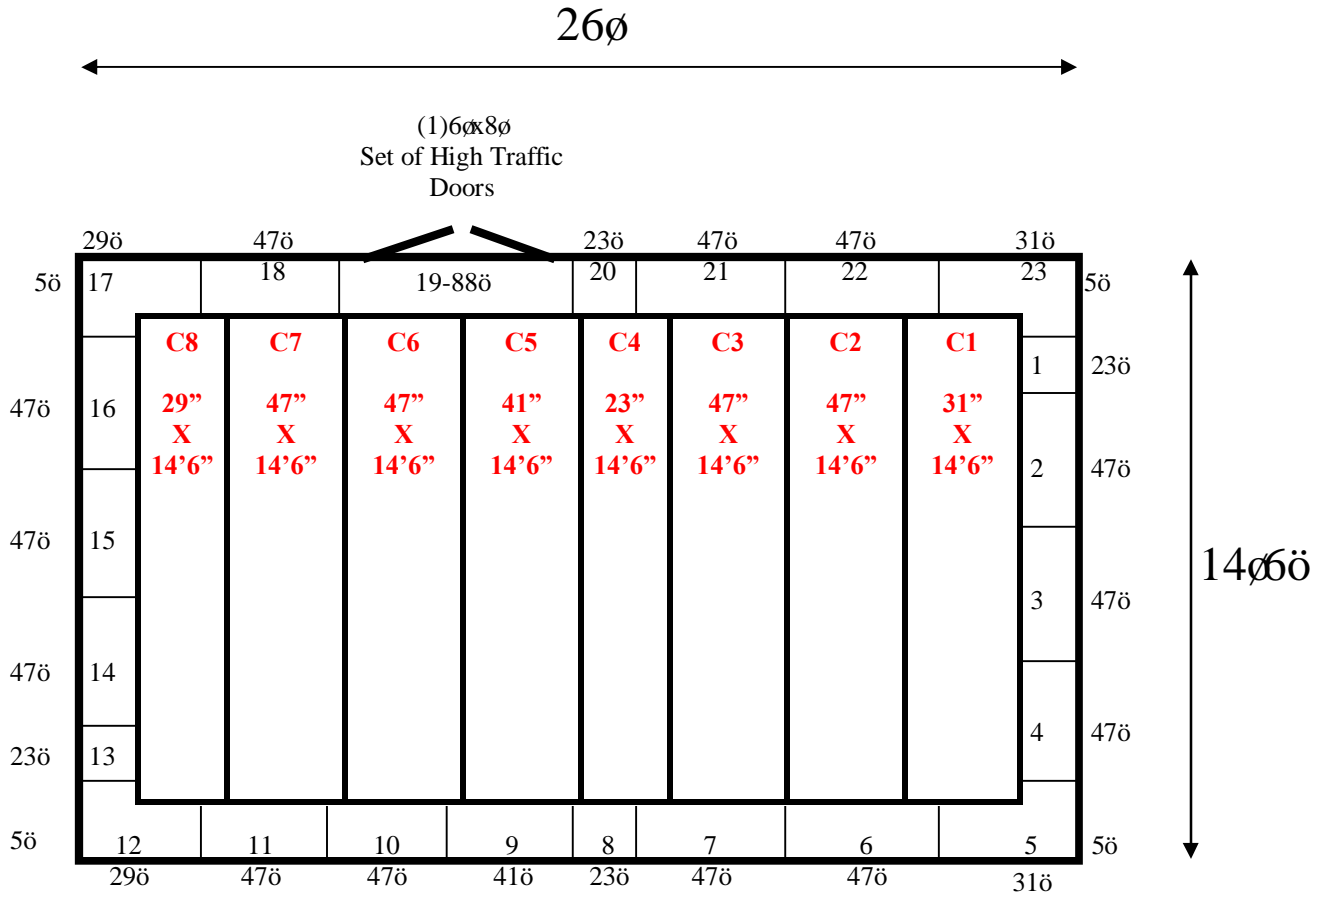 26ø
(1)6øx8ø
Set of High Traffic
Doors
29ö 47ö 23ö 47ö 47ö 31ö
5ö 17 18 19-88ö 20 21 22 23 5ö
C8 C7 C6 C5 C4 C3 C2 C1
1 23ö
29” 47” 47” 41” 23” 47” 47” 31”
X X X X X X X X
14’6” 14’6” 14’6” 14’6” 14’6” 14’6” 14’6” 14’6”
47ö 16
2 47ö
47ö 15
14ø6ö
3 47ö
47ö 14
4 47ö
23ö 13
5ö 12 11 10 9 8 7 6 5 5ö
29ö 47ö 47ö 41ö 23ö 47ö 47ö 31ö